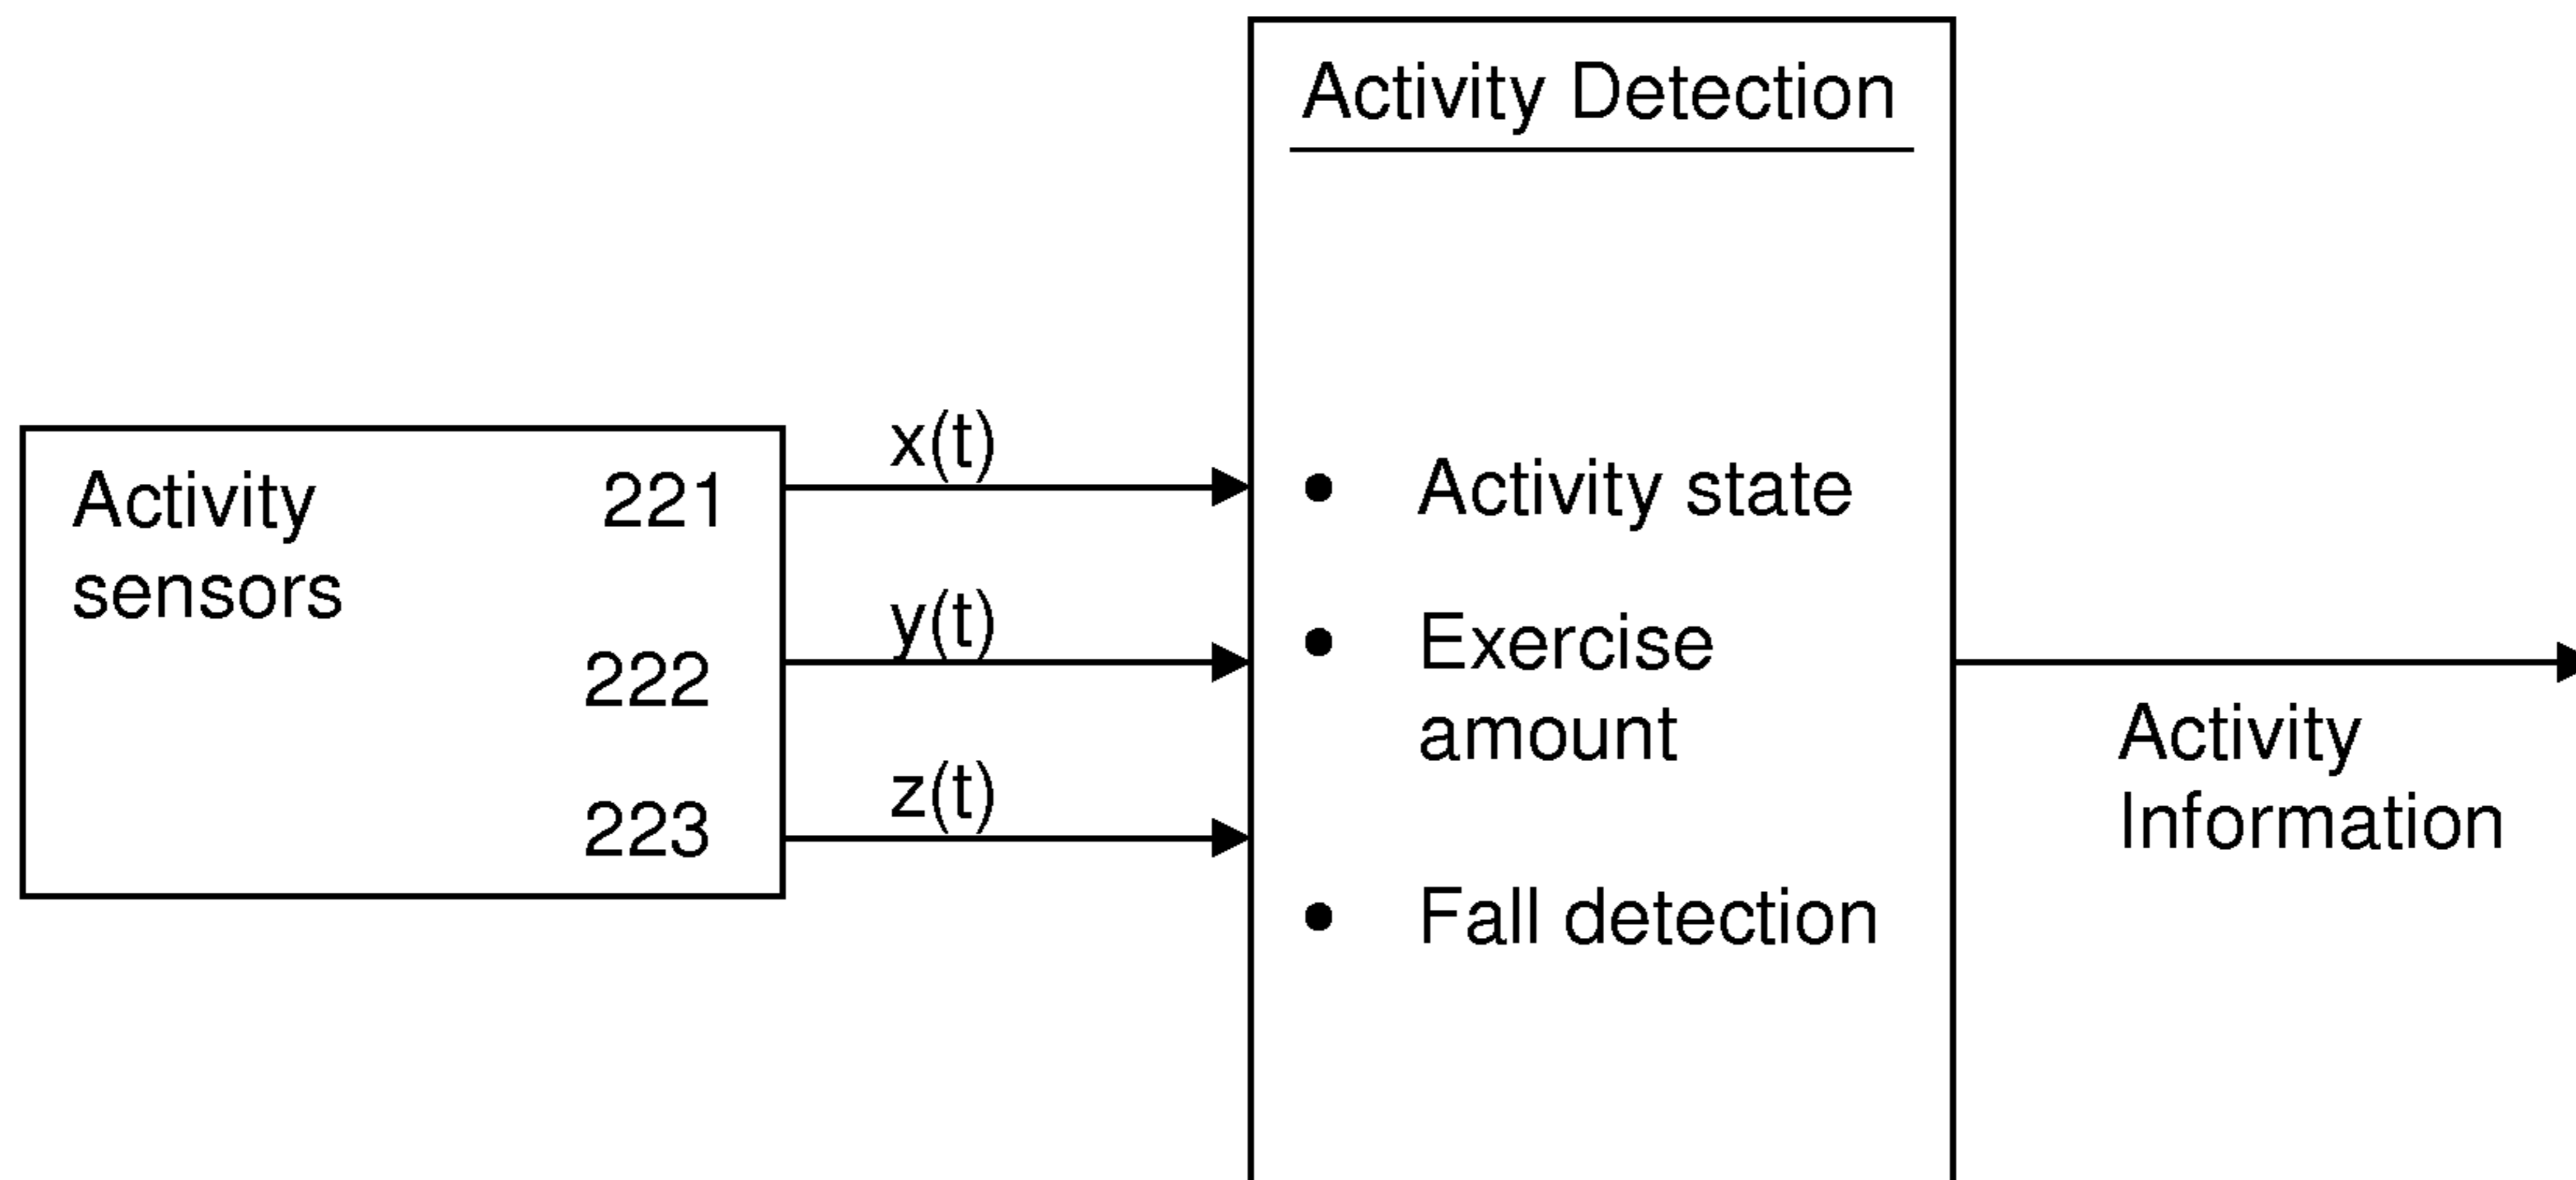 Activity Detection
Activity
sensors
221
222
223
x(t)
y(t)
z(t)
• Activity state
• Exercise
amount
• Fall detection
Activity
Information